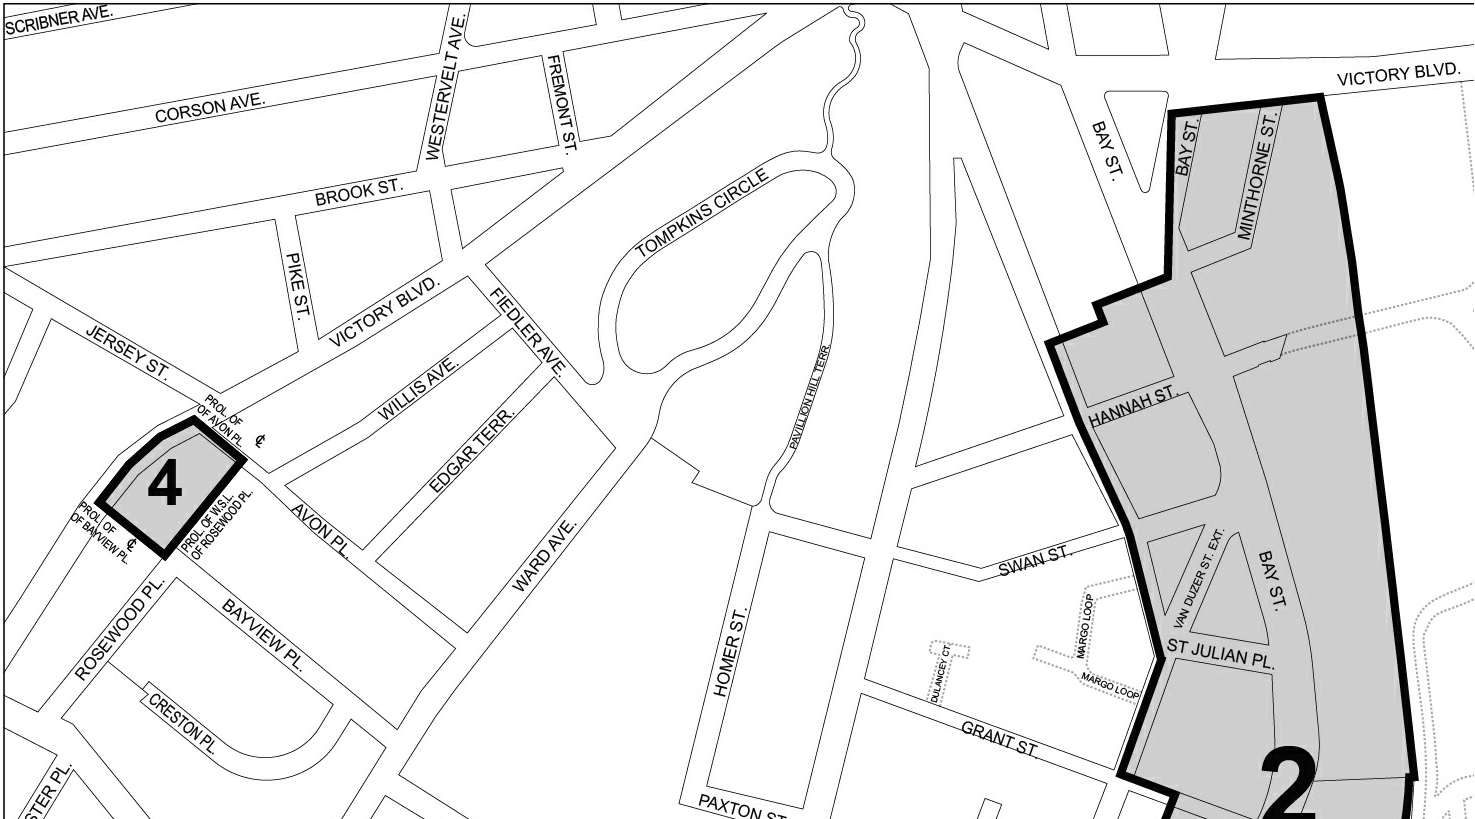 SCRIBNER AVE.
CORSON AVE.
WESTERVELT AVE.
FREMONT ST.
BROOK ST.
PIKE ST.
VICTORY BLVD.
JERSEY ST.
TOMPKINS CIRCLE
FIEDLER AVE.
WILLIS AVE.
EDGAR TERR.
AVON PL.
PROL. OF
OF AVON PL.
℄
4
PROL. OF
OF BAYVIEW PL.
℄
PROL. OF W.S.L.
OF ROSEWOOD PL.
ROSEWOOD PL.
BAYVIEW PL.
CRESTON PL.
STER PL.
WARD AVE.
PAVILLION HILL TERR.
HOMER ST.
PAXTON ST.
VICTORY BLVD.
BAY ST.
BAY ST.
MINTHORNE ST.
HANNAH ST.
SWAN ST.
VAN DUZER ST. EXT.
BAY ST.
MARGO LOOP
MARGO LOOP
DULANCEY CT.
ST JULIAN PL.
GRANT ST.
2